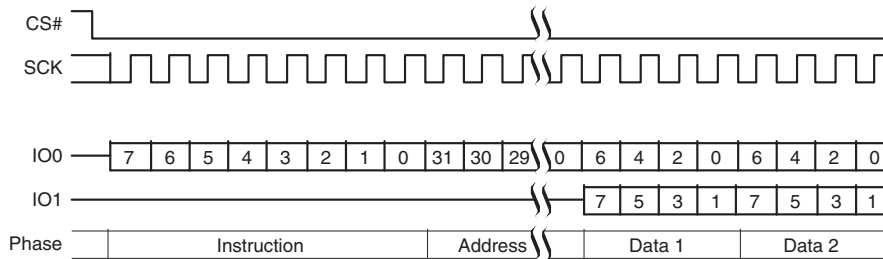 CS#
SCK
IO0 7 6 5 4 3 2 1 0 31 30 29 0 6 4 2 0 6 4 2 0
IO1 7 5 3 1 7 5 3 1
Phase Instruction Address Data 1 Data 2